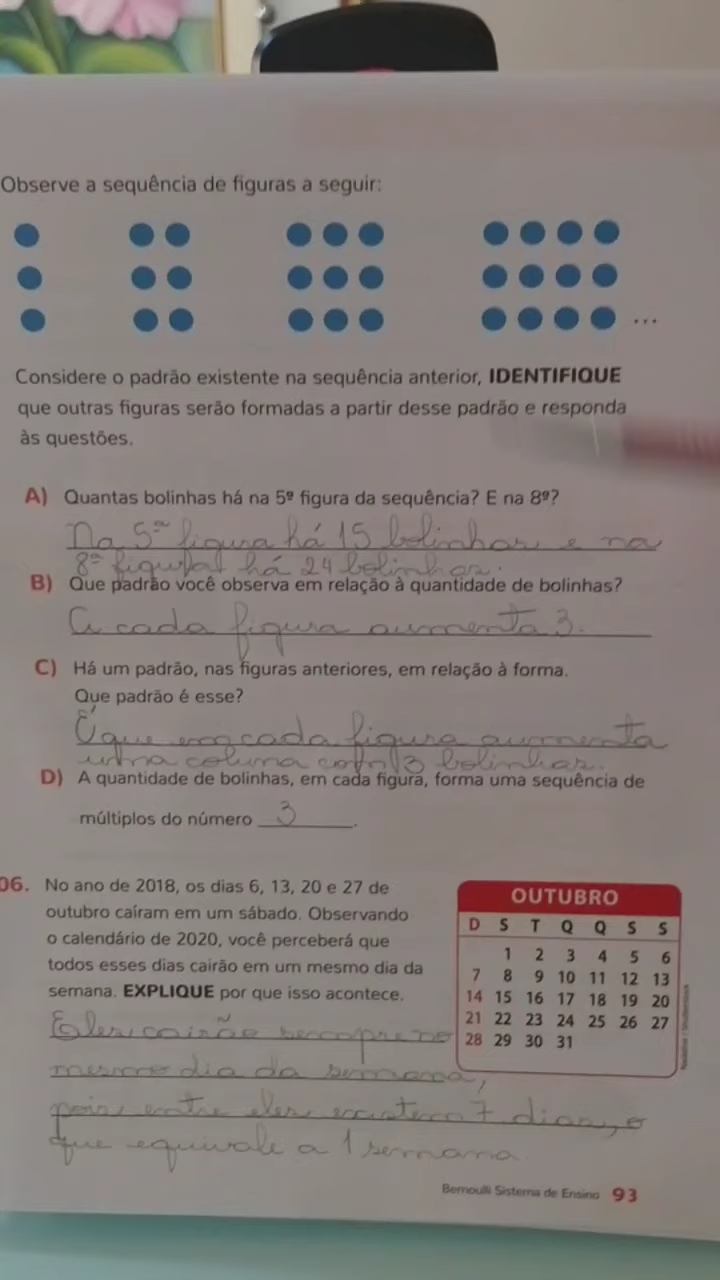 Observe a sequência de figuras a seguir:
...
Considere o padrão existente na sequência anterior, IDENTIFIQUE
que outras figuras serão formadas a partir desse padrão e responda
às questões.
A) Quantas bolinhas há na 5ª figura da sequência? E na 8ª?
Na 5ª figura há 15 bolinhas e na
8ª figura há 24 bolinhas.
B) Que padrão você observa em relação à quantidade de bolinhas?
A cada figura aumenta 3.
C) Há um padrão, nas figuras anteriores, em relação à forma.
Que padrão é esse?
É que em cada figura aumenta
uma coluna com 3 bolinhas.
D) A quantidade de bolinhas, em cada figura, forma uma sequência de
múltiplos do número 3.
06. No ano de 2018, os dias 6, 13, 20 e 27 de
outubro caíram em um sábado. Observando
o calendário de 2020, você perceberá que
todos esses dias cairão em um mesmo dia da
semana. EXPLIQUE por que isso acontece.
Eles cairão sempre no
mesmo dia da semana,
pois entre eles existem 7 dias, o
que equivale a 1 semana
OUTUBRO
D S T Q Q S S
1 2 3 4 5 6
7 8 9 10 11 12 13
14 15 16 17 18 19 20
21 22 23 24 25 26 27
28 29 30 31
Bernoulli Sistema de Ensino 93